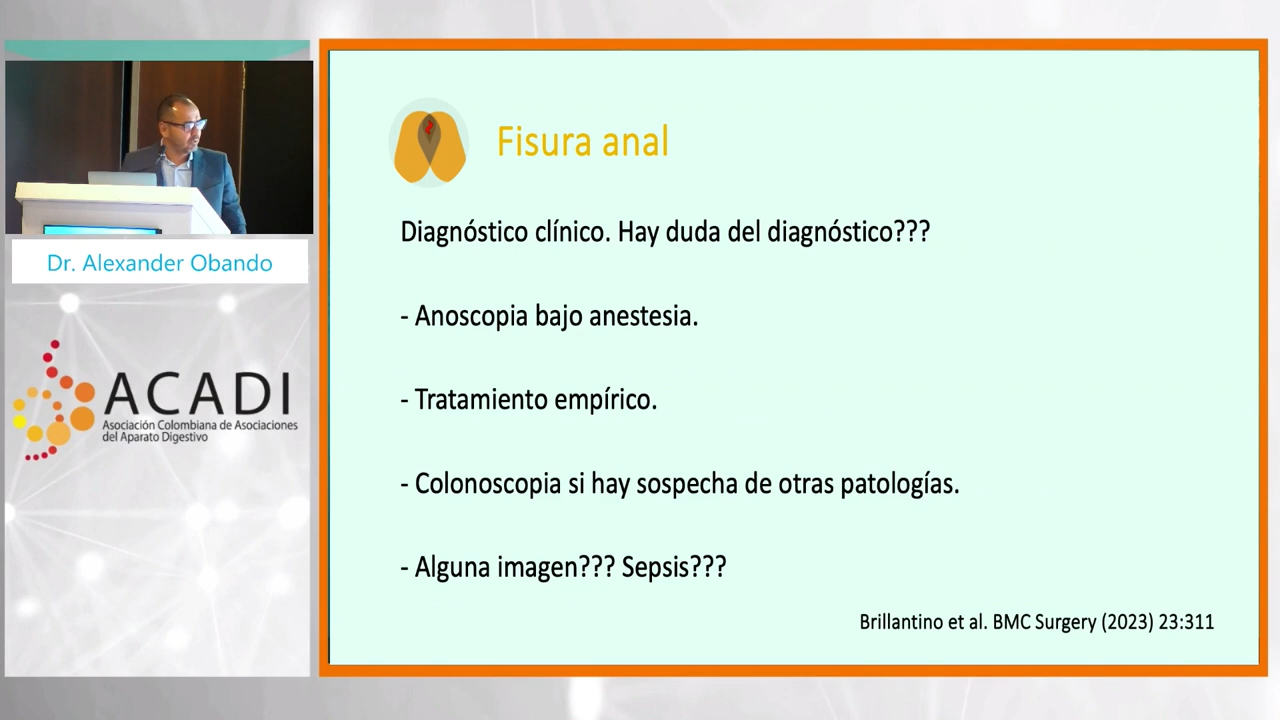 Dr. Alexander Obando
ACADI
Asociación Colombiana de Asociaciones
del Aparato Digestivo
Fisura anal
Diagnóstico clínico. Hay duda del diagnóstico???
- Anoscopia bajo anestesia.
- Tratamiento empírico.
- Colonoscopia si hay sospecha de otras patologías.
- Alguna imagen??? Sepsis???
Brillantino et al. BMC Surgery (2023) 23:311